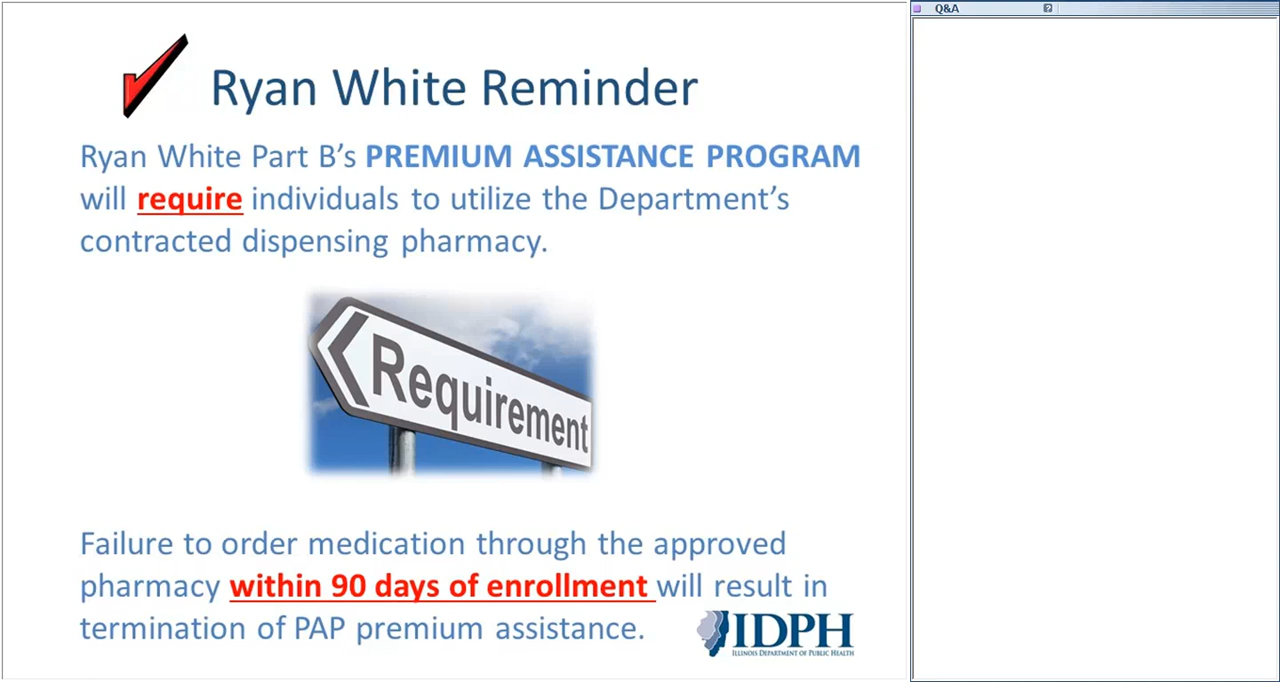 Q&A
Ryan White Reminder
Ryan White Part B’s PREMIUM ASSISTANCE PROGRAM
will require individuals to utilize the Department’s
contracted dispensing pharmacy.
Requirement
Failure to order medication through the approved
pharmacy within 90 days of enrollment will result in
termination of PAP premium assistance.
IDPH
ILLINOIS DEPARTMENT OF PUBLIC HEALTH